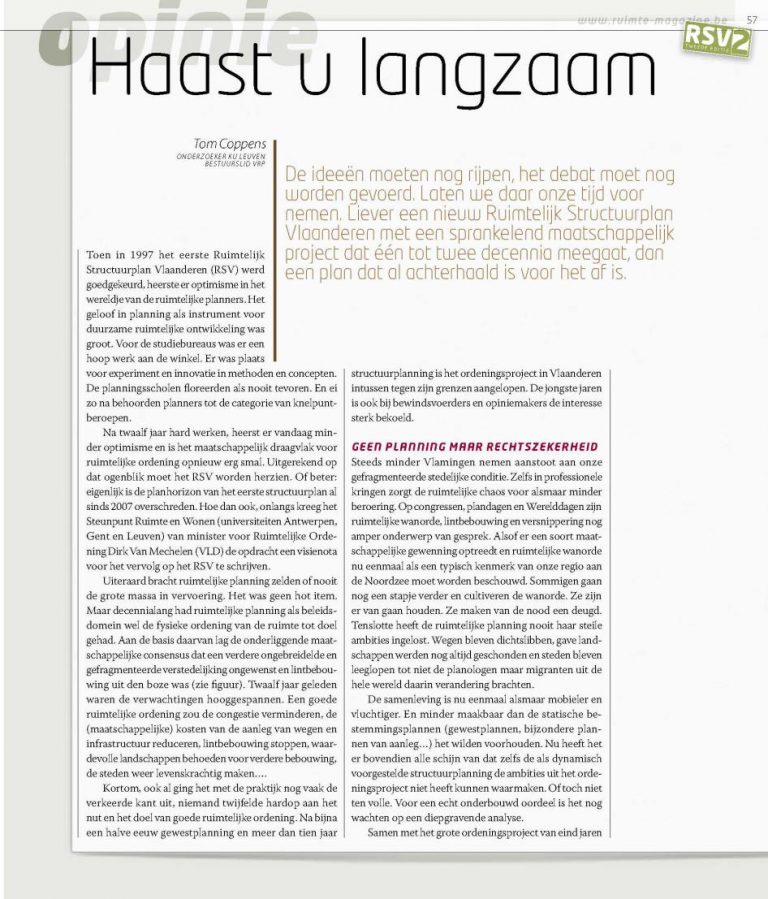 opinie
www.ruimte-magazine.be
57
RSV2
TWEEDE EDITIE
Haast u langzaam
Tom Coppens
ONDERZOEKER KU LEUVEN
BESTUURSLID VRP
De ideeën moeten nog rijpen, het debat moet nog
worden gevoerd. Laten we daar onze tijd voor
nemen. Liever een nieuw Ruimtelijk Structuurplan
Vlaanderen met een sprankelend maatschappelijk
project dat één tot twee decennia meegaat, dan
een plan dat al achterhaald is voor het af is.
Toen in 1997 het eerste Ruimtelijk
Structuurplan Vlaanderen (RSV) werd
goedgekeurd, heerste er optimisme in het
wereldje van de ruimtelijke planners. Het
geloof in planning als instrument voor
duurzame ruimtelijke ontwikkeling was
groot. Voor de studiebureaus was er een
hoop werk aan de winkel. Er was plaats
voor experiment en innovatie in methoden en concepten.
De planningsscholen floreerden als nooit tevoren. En ei
zo na behoorden planners tot de categorie van knelpunt-
beroepen.
Na twaalf jaar hard werken, heerst er vandaag min-
der optimisme en is het maatschappelijk draagvlak voor
ruimtelijke ordening opnieuw erg smal. Uitgerekend op
dat ogenblik moet het RSV worden herzien. Of beter:
eigenlijk is de planhorizon van het eerste structuurplan al
sinds 2007 overschreden. Hoe dan ook, onlangs kreeg het
Steunpunt Ruimte en Wonen (universiteiten Antwerpen,
Gent en Leuven) van minister voor Ruimtelijke Orde-
ning Dirk Van Mechelen (VLD) de opdracht een visienota
voor het vervolg op het RSV te schrijven.
Uiteraard bracht ruimtelijke planning zelden of nooit
de grote massa in vervoering. Het was geen hot item.
Maar decennialang had ruimtelijke planning als beleids-
domein wel de fysieke ordening van de ruimte tot doel
gehad. Aan de basis daarvan lag de onderliggende maat-
schappelijke consensus dat een verdere ongebreidelde en
gefragmenteerde verstedelijking ongewenst en lintbebou-
wing uit den boze was (zie figuur). Twaalf jaar geleden
waren de verwachtingen hooggespannen. Een goede
ruimtelijke ordening zou de congestie verminderen, de
(maatschappelijke) kosten van de aanleg van wegen en
infrastructuur reduceren, lintbebouwing stoppen, waar-
devolle landschappen behoeden voor verdere bebouwing,
de steden weer levenskrachtig maken….
Kortom, ook al ging het met de praktijk nog vaak de
verkeerde kant uit, niemand twijfelde hardop aan het
nut en het doel van goede ruimtelijke ordening. Na bijna
een halve eeuw gewestplanning en meer dan tien jaar
structuurplanning is het ordeningsproject in Vlaanderen
intussen tegen zijn grenzen aangelopen. De jongste jaren
is ook bij bewindsvoerders en opiniemakers de interesse
sterk bekoeld.
GEEN PLANNING MAAR RECHTSZEKERHEID
Steeds minder Vlamingen nemen aanstoot aan onze
gefragmenteerde stedelijke conditie. Zelfs in professionele
kringen zorgt de ruimtelijke chaos voor alsmaar minder
beroering. Op congressen, plandagen en Werelddagen zijn
ruimtelijke wanorde, lintbebouwing en versnippering nog
amper onderwerp van gesprek. Alsof er een soort maat-
schappelijke gewenning optreedt en ruimtelijke wanorde
nu eenmaal als een typisch kenmerk van onze regio aan
de Noordzee moet worden beschouwd. Sommigen gaan
nog een stapje verder en cultiveren de wanorde. Ze zijn
er van gaan houden. Ze maken van de nood een deugd.
Tenslotte heeft de ruimtelijke planning nooit haar steile
ambities ingelost. Wegen bleven dichtslibben, gave land-
schappen werden nog altijd geschonden en steden bleven
leeglopen tot niet de planologen maar migranten uit de
hele wereld daarin verandering brachten.
De samenleving is nu eenmaal alsmaar mobieler en
vluchtiger. En minder maakbaar dan de statische be-
stemmingsplannen (gewestplannen, bijzondere plan-
nen van aanleg…) het wilden voorhouden. Nu heeft het
er bovendien alle schijn van dat zelfs de als dynamisch
voorgestelde structuurplanning de ambities uit het orde-
ningsproject niet heeft kunnen waarmaken. Of toch niet
ten volle. Voor een echt onderbouwd oordeel is het nog
wachten op een diepgravende analyse.
Samen met het grote ordeningsproject van eind jaren